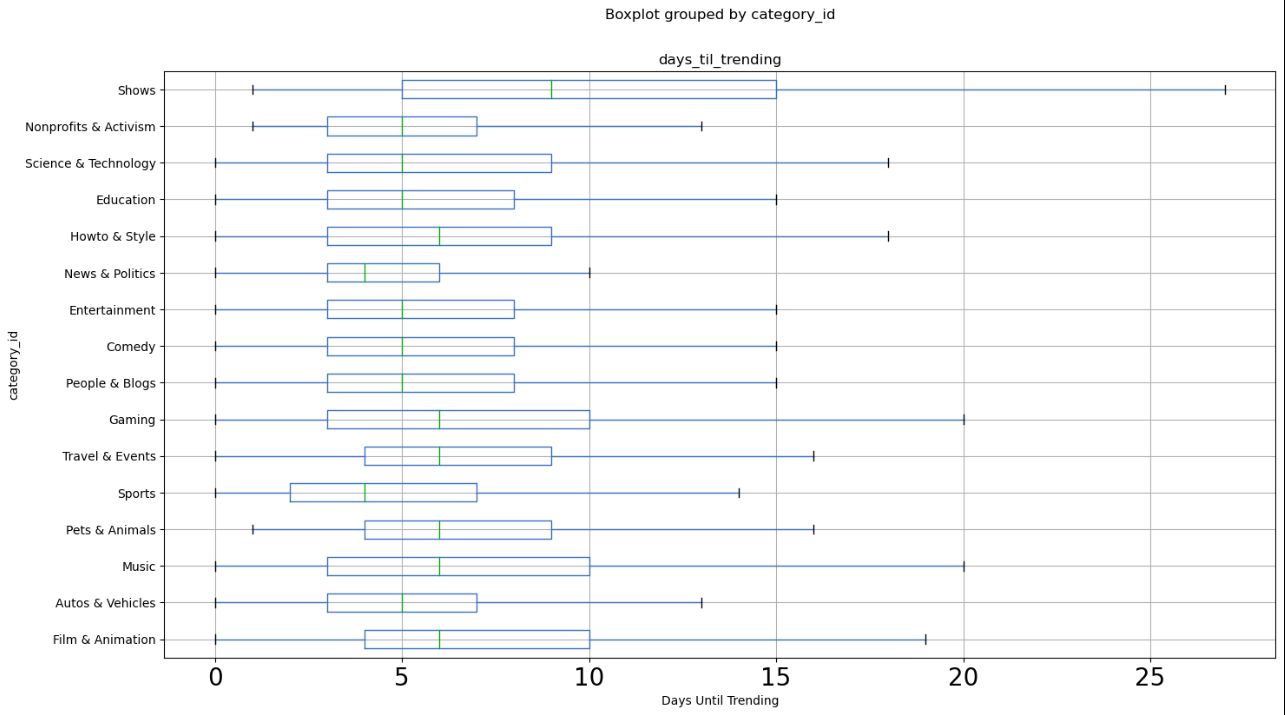 Boxplot grouped by category_id
days_til_trending
Shows
Nonprofits & Activism
Science & Technology
Education
Howto & Style
News & Politics
Entertainment
Comedy
People & Blogs
Gaming
Travel & Events
Sports
Pets & Animals
Music
Autos & Vehicles
Film & Animation
category_id
0 5 10 15 20 25
Days Until Trending